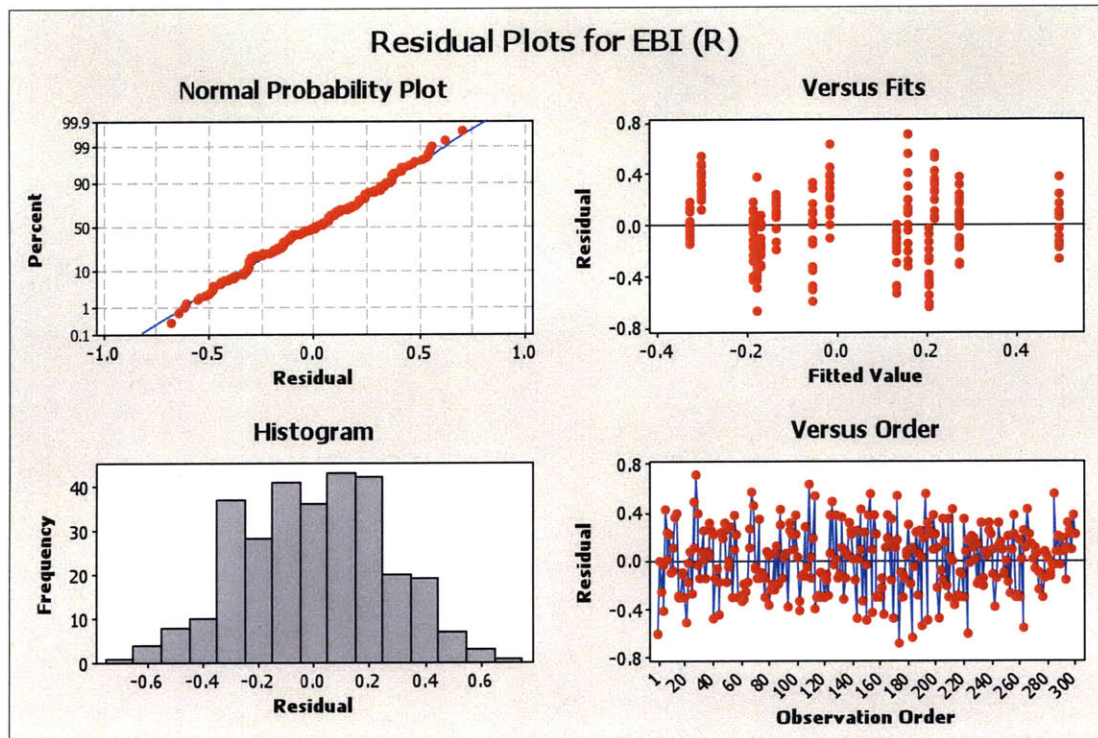 Residual Plots for EBI (R)
Normal Probability Plot
99.9
99
90
50
10
1
0.1
Percent
-1.0 -0.5 0.0 0.5 1.0
Residual
Versus Fits
0.8
0.4
0.0
-0.4
-0.8
Residual
-0.4 -0.2 0.0 0.2 0.4
Fitted Value
Histogram
40
30
20
10
0
Frequency
-0.6 -0.4 -0.2 0.0 0.2 0.4 0.6
Residual
Versus Order
0.8
0.4
0.0
-0.4
-0.8
Residual
1 20 40 60 80 100 120 140 160 180 200 220 240 260 280 300
Observation Order